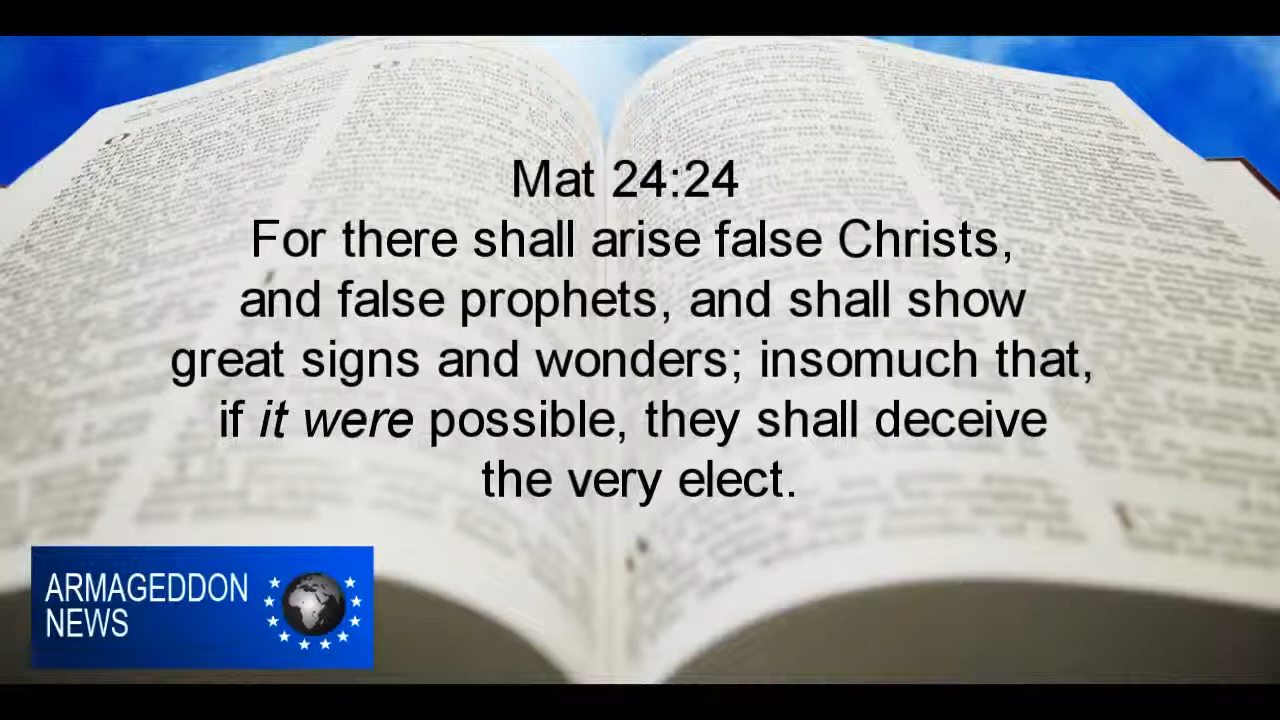 Mat 24:24
For there shall arise false Christs,
and false prophets, and shall show
great signs and wonders; insomuch that,
if it were possible, they shall deceive
the very elect.
ARMAGEDDON
NEWS